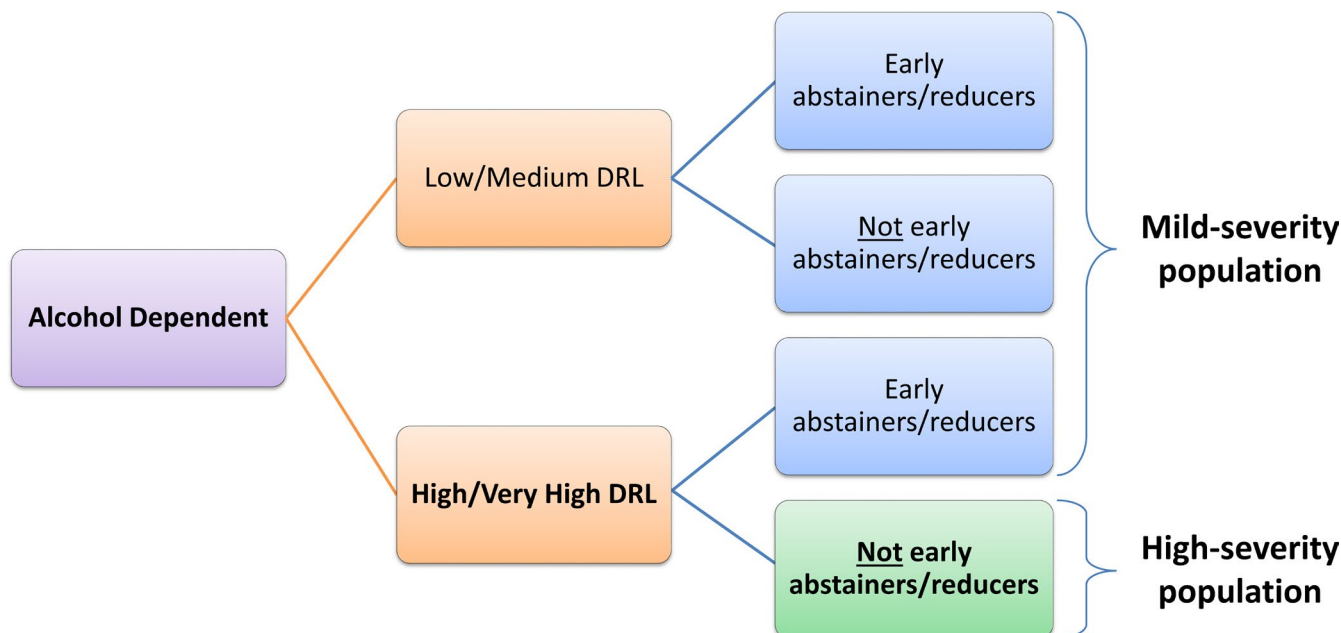 Alcohol Dependent
Low/Medium DRL
High/Very High DRL
Early
abstainers/reducers
Not early
abstainers/reducers
Early
abstainers/reducers
Not early
abstainers/reducers
Mild-severity
population
High-severity
population